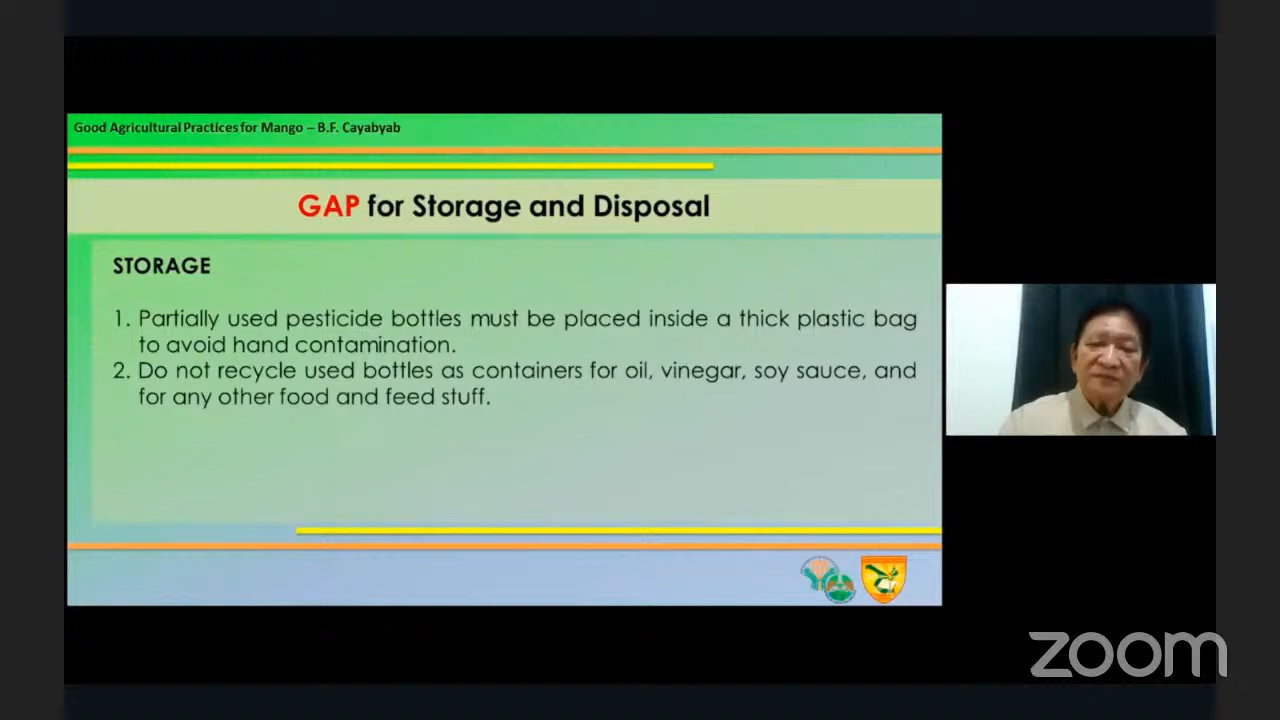 Good Agricultural Practices for Mango – B.F. Cayabyab
GAP for Storage and Disposal
STORAGE
1. Partially used pesticide bottles must be placed inside a thick plastic bag
to avoid hand contamination.
2. Do not recycle used bottles as containers for oil, vinegar, soy sauce, and
for any other food and feed stuff.
zoom